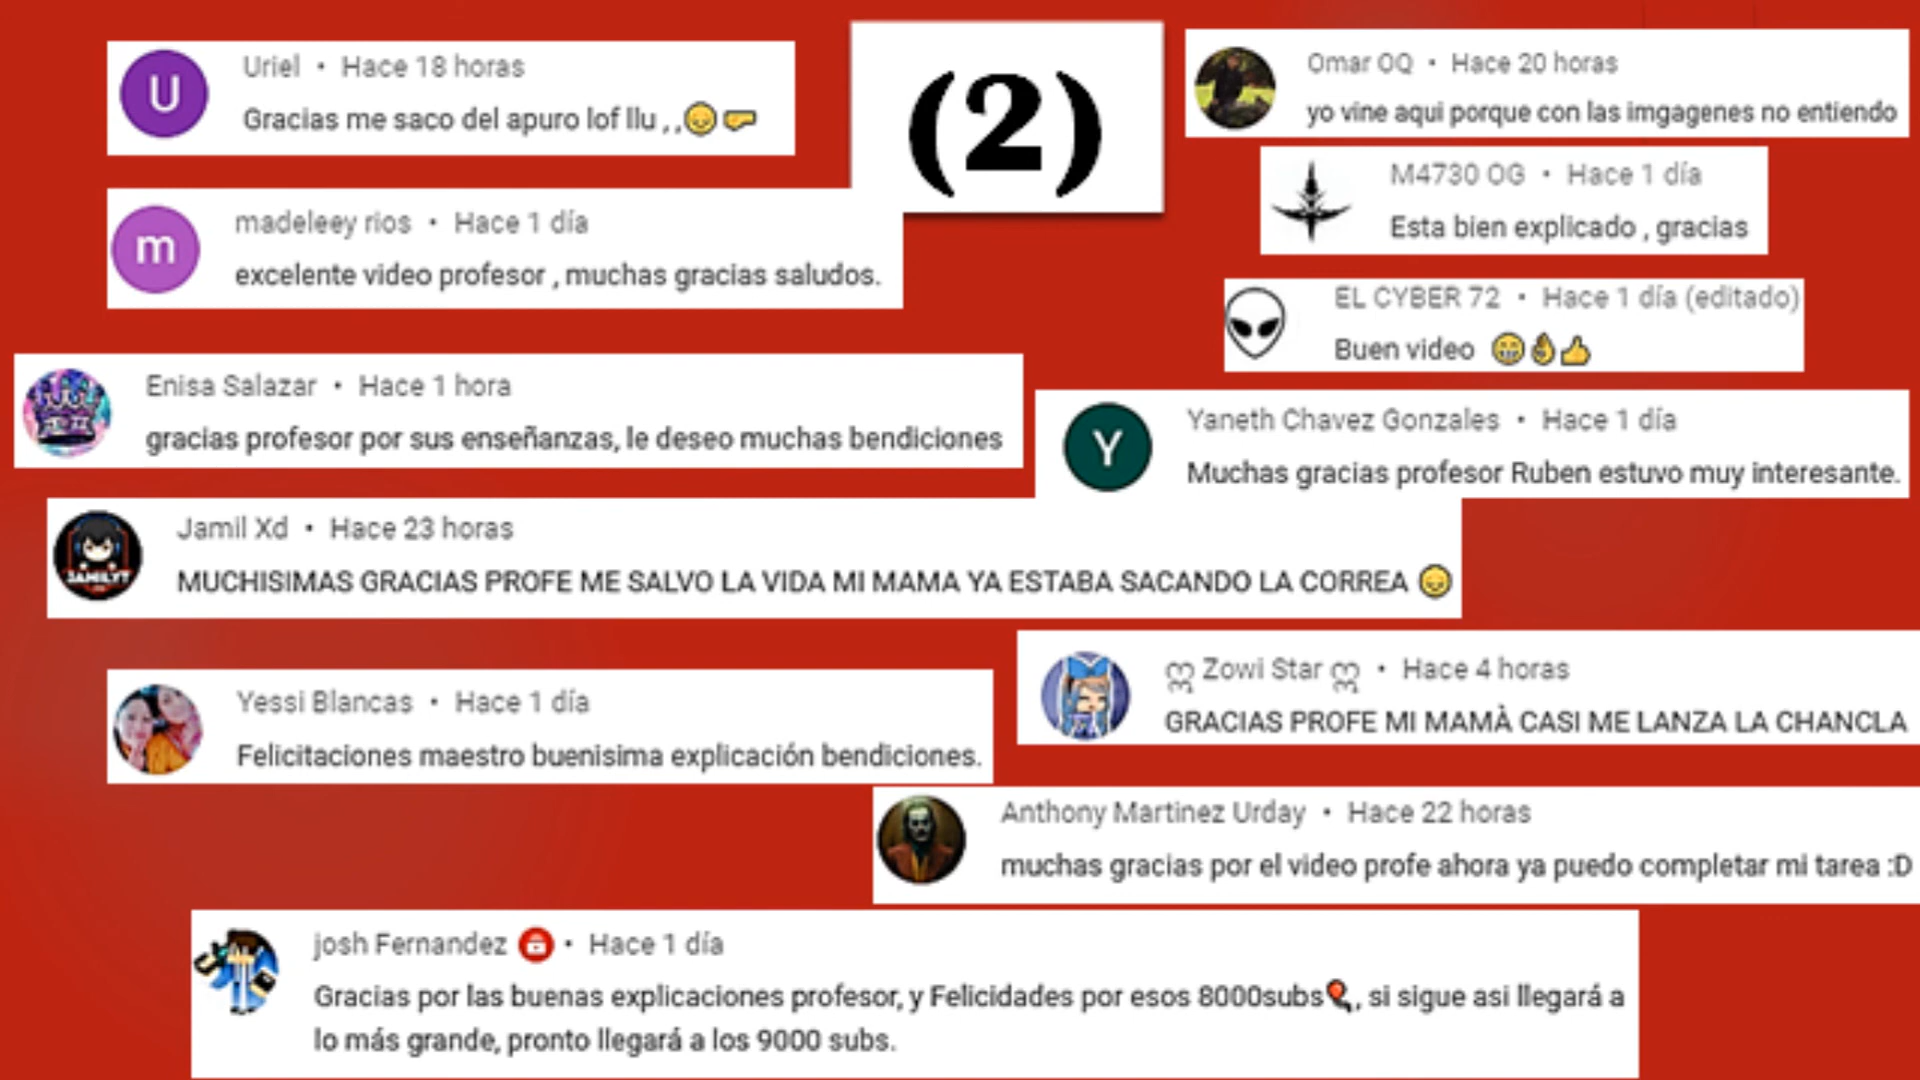 U
Uriel • Hace 18 horas
Gracias me saco del apuro lof llu , ,😔🤛
(2)
Omar OQ • Hace 20 horas
yo vine aqui porque con las imgagenes no entiendo
M4730 OG • Hace 1 día
Esta bien explicado , gracias
m
madeleey rios • Hace 1 día
excelente video profesor , muchas gracias saludos.
EL CYBER 72 • Hace 1 día (editado)
Buen video 😁👌👍
Enisa Salazar • Hace 1 hora
gracias profesor por sus enseñanzas, le deseo muchas bendiciones
Y
Yaneth Chavez Gonzales • Hace 1 día
Muchas gracias profesor Ruben estuvo muy interesante.
JAMILYT
Jamil Xd • Hace 23 horas
MUCHISIMAS GRACIAS PROFE ME SALVO LA VIDA MI MAMA YA ESTABA SACANDO LA CORREA 😔
Zowi Star • Hace 4 horas
GRACIAS PROFE MI MAMÀ CASI ME LANZA LA CHANCLA
Yessi Blancas • Hace 1 día
Felicitaciones maestro buenisima explicación bendiciones.
Anthony Martinez Urday • Hace 22 horas
muchas gracias por el video profe ahora ya puedo completar mi tarea :D
josh Fernandez • Hace 1 día
Gracias por las buenas explicaciones profesor, y Felicidades por esos 8000subs🎈, si sigue asi llegará a
lo más grande, pronto llegará a los 9000 subs.